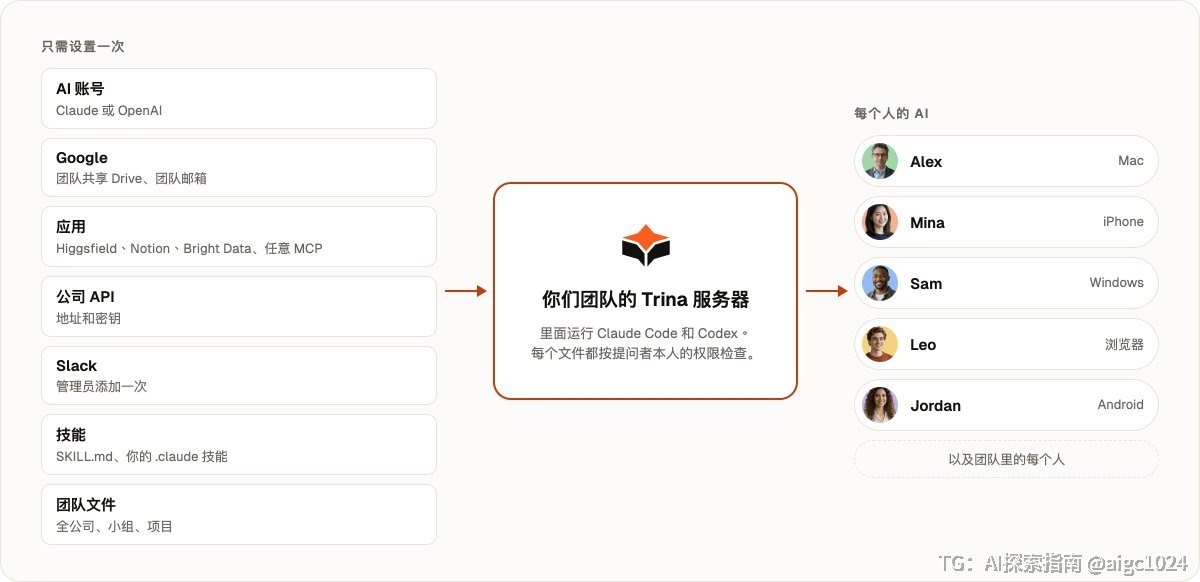 只需设置一次
AI 账号
Claude 或 OpenAI
Google
团队共享 Drive、团队邮箱
应用
Higgsfield、Notion、Bright Data、任意 MCP
公司 API
地址和密钥
Slack
管理员添加一次
技能
SKILL.md、你的 .claude 技能
团队文件
全公司、小组、项目
你们团队的 Trina 服务器
里面运行 Claude Code 和 Codex。
每个文件都按提问者本人的权限检查。
每个人的 AI
Alex Mac
Mina iPhone
Sam Windows
Leo 浏览器
Jordan Android
以及团队里的每个人
TG：AI探索指南 @aigc1024